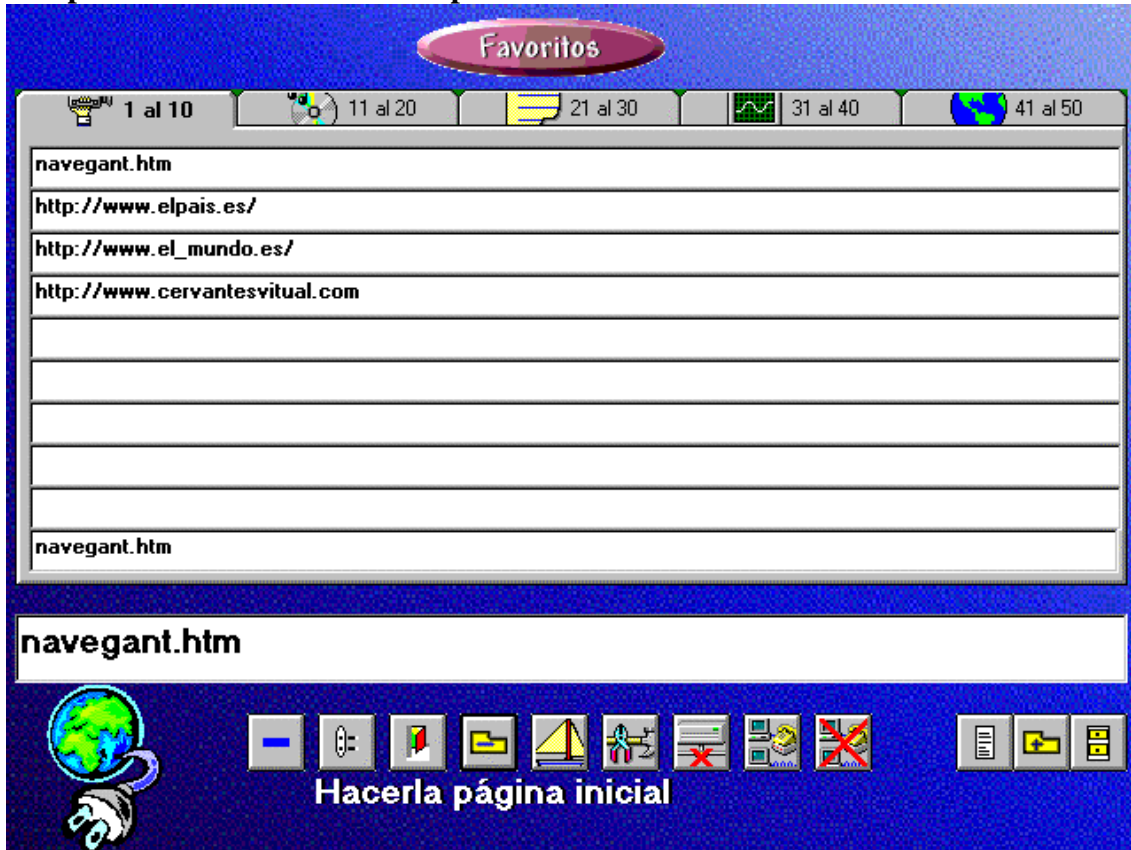 Favoritos
1 al 10 11 al 20 21 al 30 31 al 40 41 al 50
navegant.htm
http://www.elpais.es/
http://www.el_mundo.es/
http://www.cervantesvitual.com
navegant.htm
navegant.htm
Hacerla página inicial